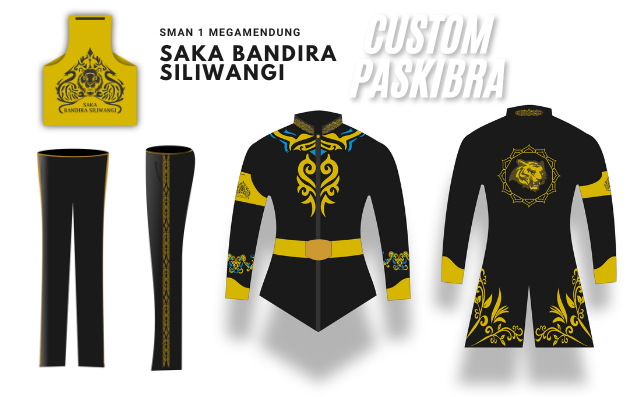 SMAN 1 MEGAMENDUNG
SAKA BANDIRA
SILIWANGI
CUSTOM
PASKIBRA
SAKA
BANDIRA SILIWANGI